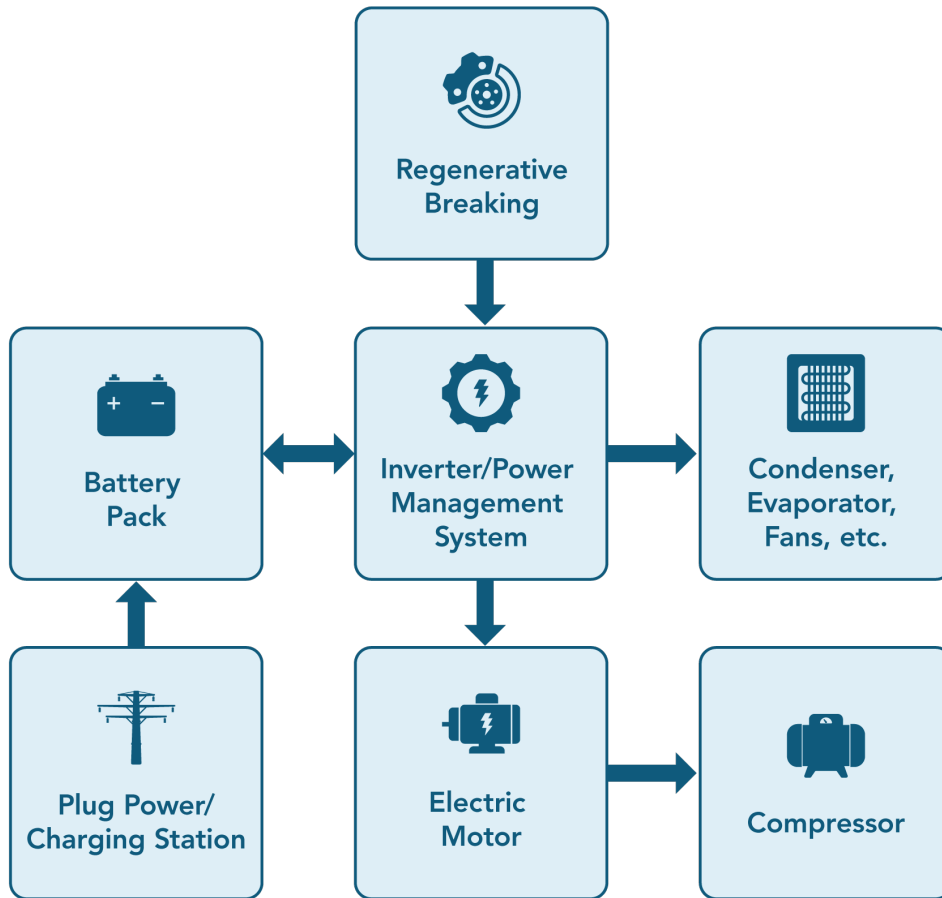 Regenerative
Breaking
Battery
Pack
Inverter/Power
Management
System
Condenser,
Evaporator,
Fans, etc.
Plug Power/
Charging Station
Electric
Motor
Compressor